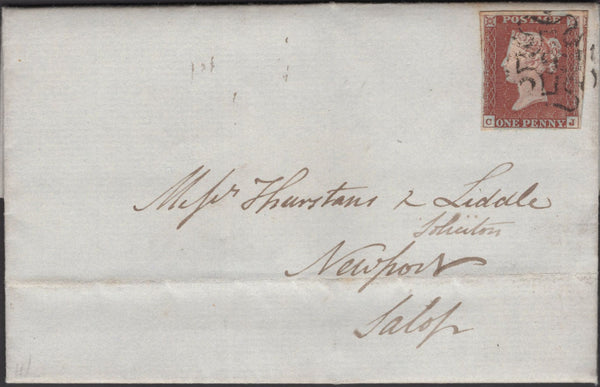 POSTAGE
C ONE PENNY J
Messrs Thurstans & Liddle
Solicitors
Newport
Salop